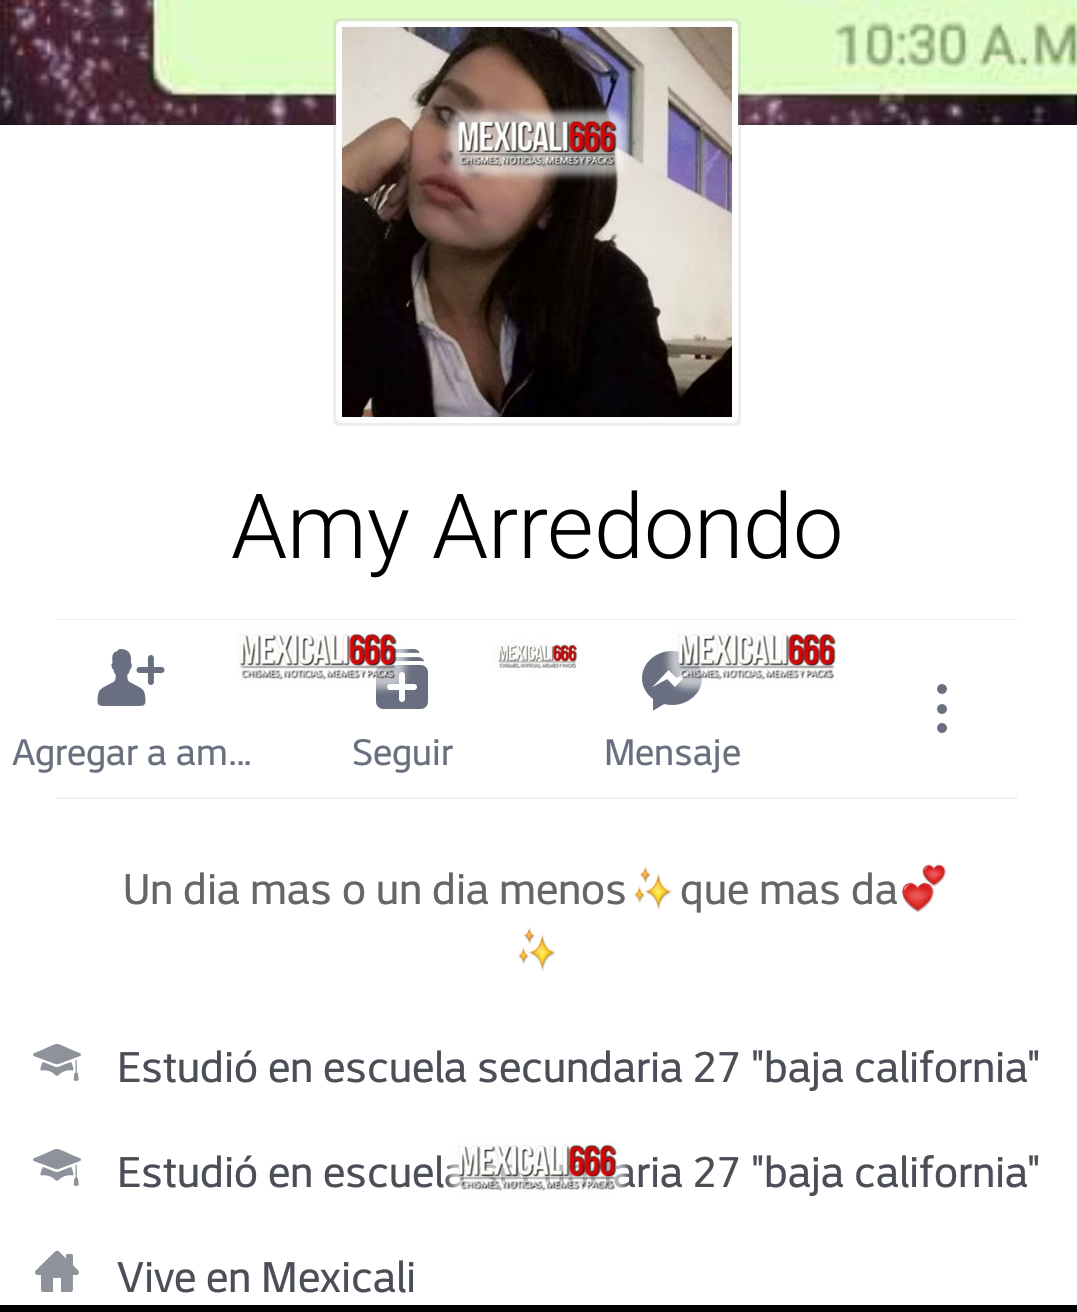 10:30 A.M
MEXICALI666
CHISMES, NOTICIAS, MEMES Y PACKS
Amy Arredondo
MEXICALI666
CHISMES, NOTICIAS, MEMES Y PACKS
MEXICALI666
CHISMES, NOTICIAS, MEMES Y PACKS
MEXICALI666
CHISMES, NOTICIAS, MEMES Y PACKS
Agregar a am...
Seguir
Mensaje
Un dia mas o un dia menos✨que mas da💕
✨
Estudió en escuela secundaria 27 "baja california"
Estudió en escuela aria 27 "baja california"
MEXICALI666
CHISMES, NOTICIAS, MEMES Y PACKS
Vive en Mexicali